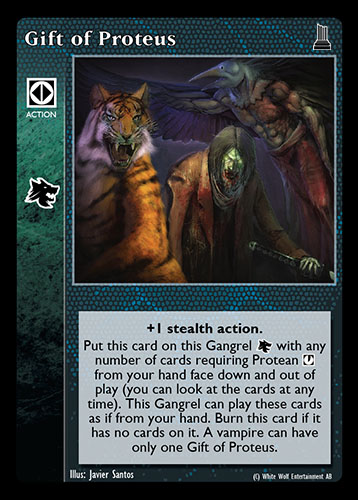 Gift of Proteus
ACTION
+1 stealth action.
Put this card on this Gangrel with any
number of cards requiring Protean
from your hand face down and out of
play (you can look at the cards at any
time). This Gangrel can play these cards
as if from your hand. Burn this card if it
has no cards on it. A vampire can have
only one Gift of Proteus.
Illus: Javier Santos
(C) White Wolf Entertainment AB